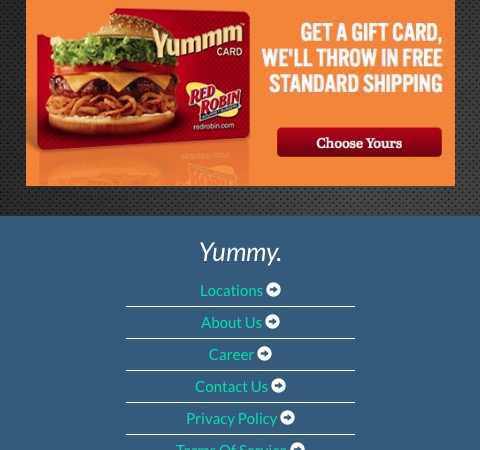 Yummm
CARD
RED
ROBIN
redrobin.com
GET A GIFT CARD,
WE'LL THROW IN FREE
STANDARD SHIPPING
Choose Yours
Yummy.
Locations
About Us
Career
Contact Us
Privacy Policy
Terms Of Service